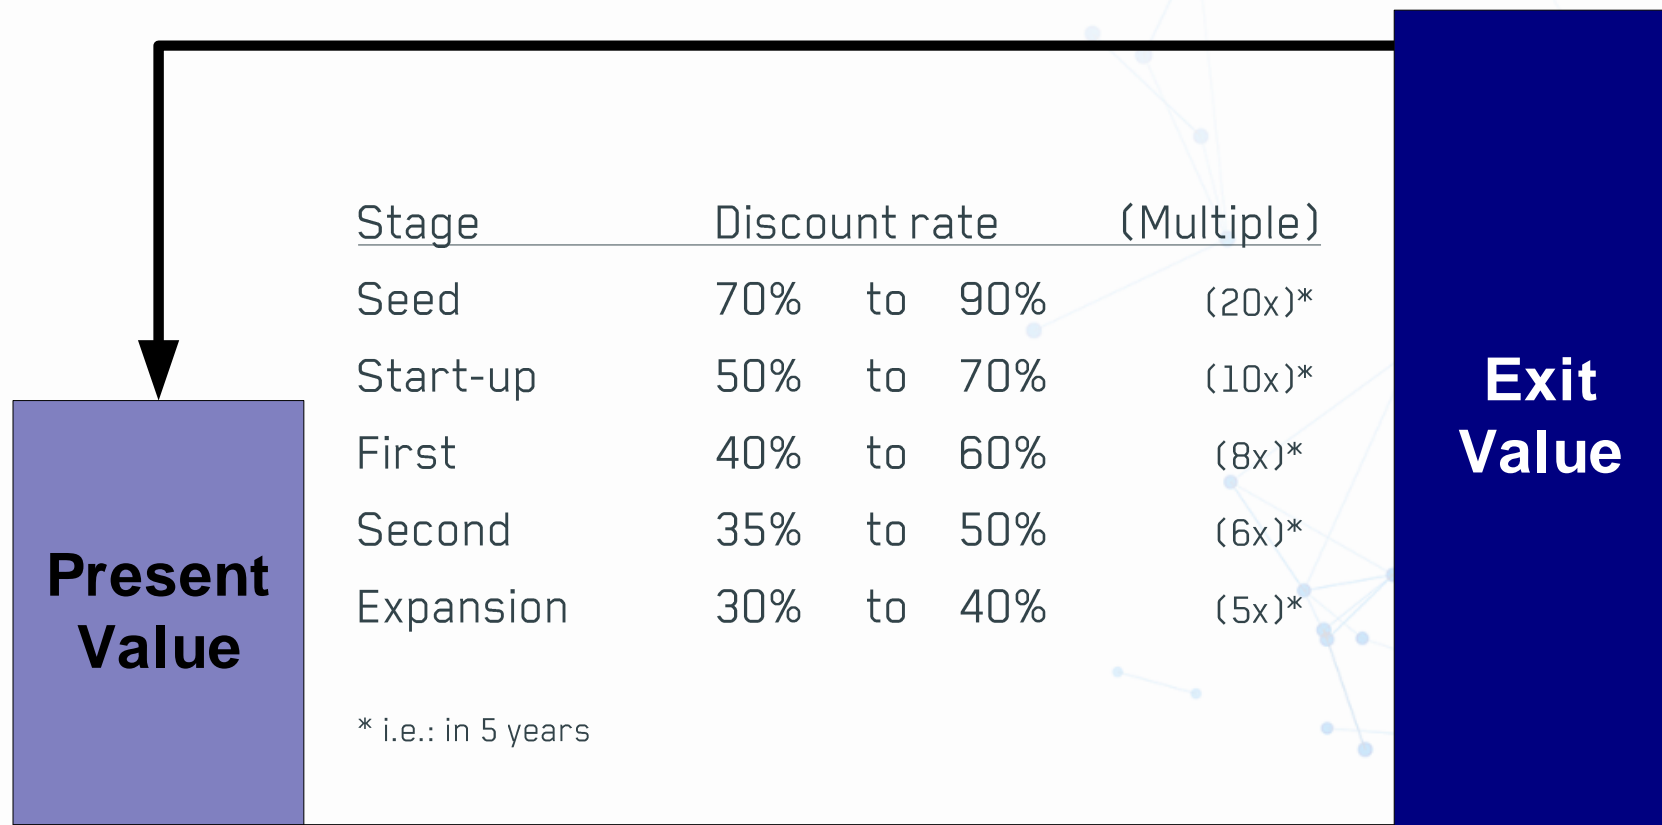 Stage Discount rate (Multiple)
Seed 70% to 90% (20x)*
Start-up 50% to 70% (10x)*
First 40% to 60% (8x)*
Second 35% to 50% (6x)*
Expansion 30% to 40% (5x)*
* i.e.: in 5 years
Present
Value
Exit
Value